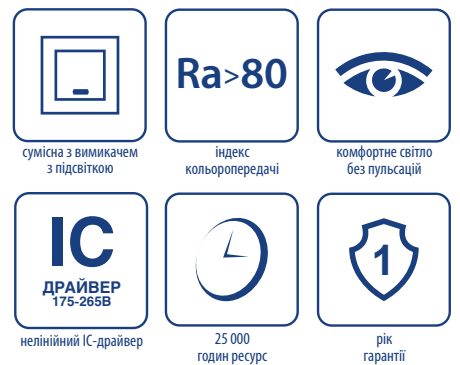 Ra>80
сумісна з вимикачем
з підсвіткою
індекс
кольоропередачі
комфортне світло
без пульсацій
IC
ДРАЙВЕР
175-265В
1
нелінійний IC-драйвер
25 000
годин ресурс
рік
гарантії